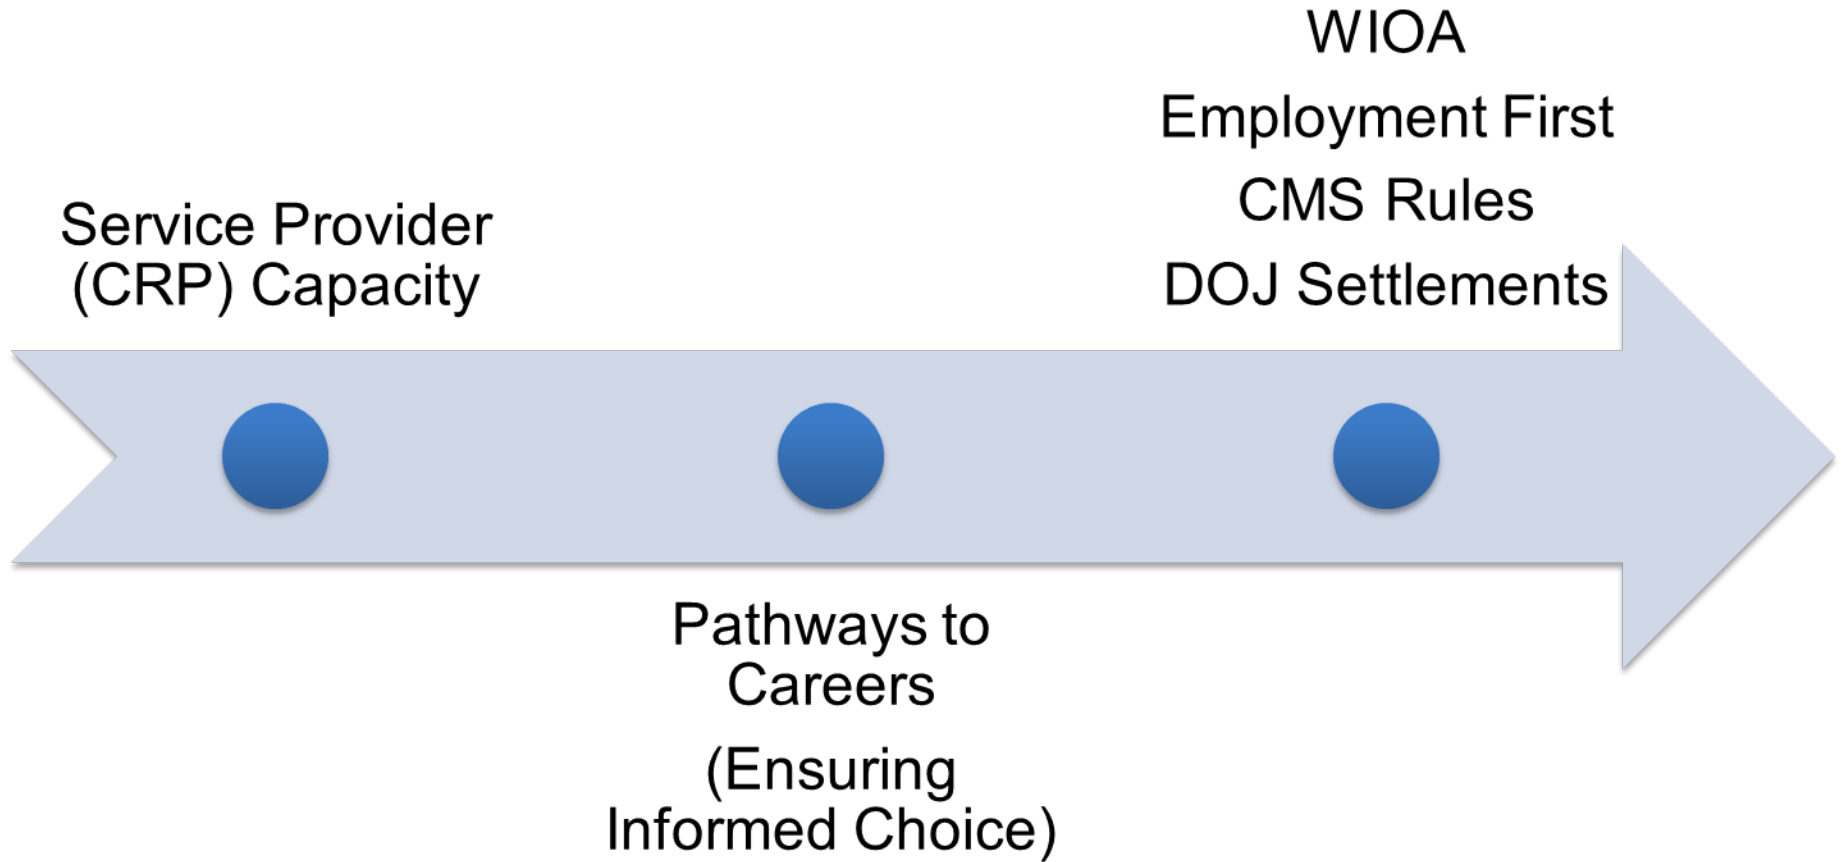 Service Provider
(CRP) Capacity
Pathways to
Careers
(Ensuring
Informed Choice)
WIOA
Employment First
CMS Rules
DOJ Settlements